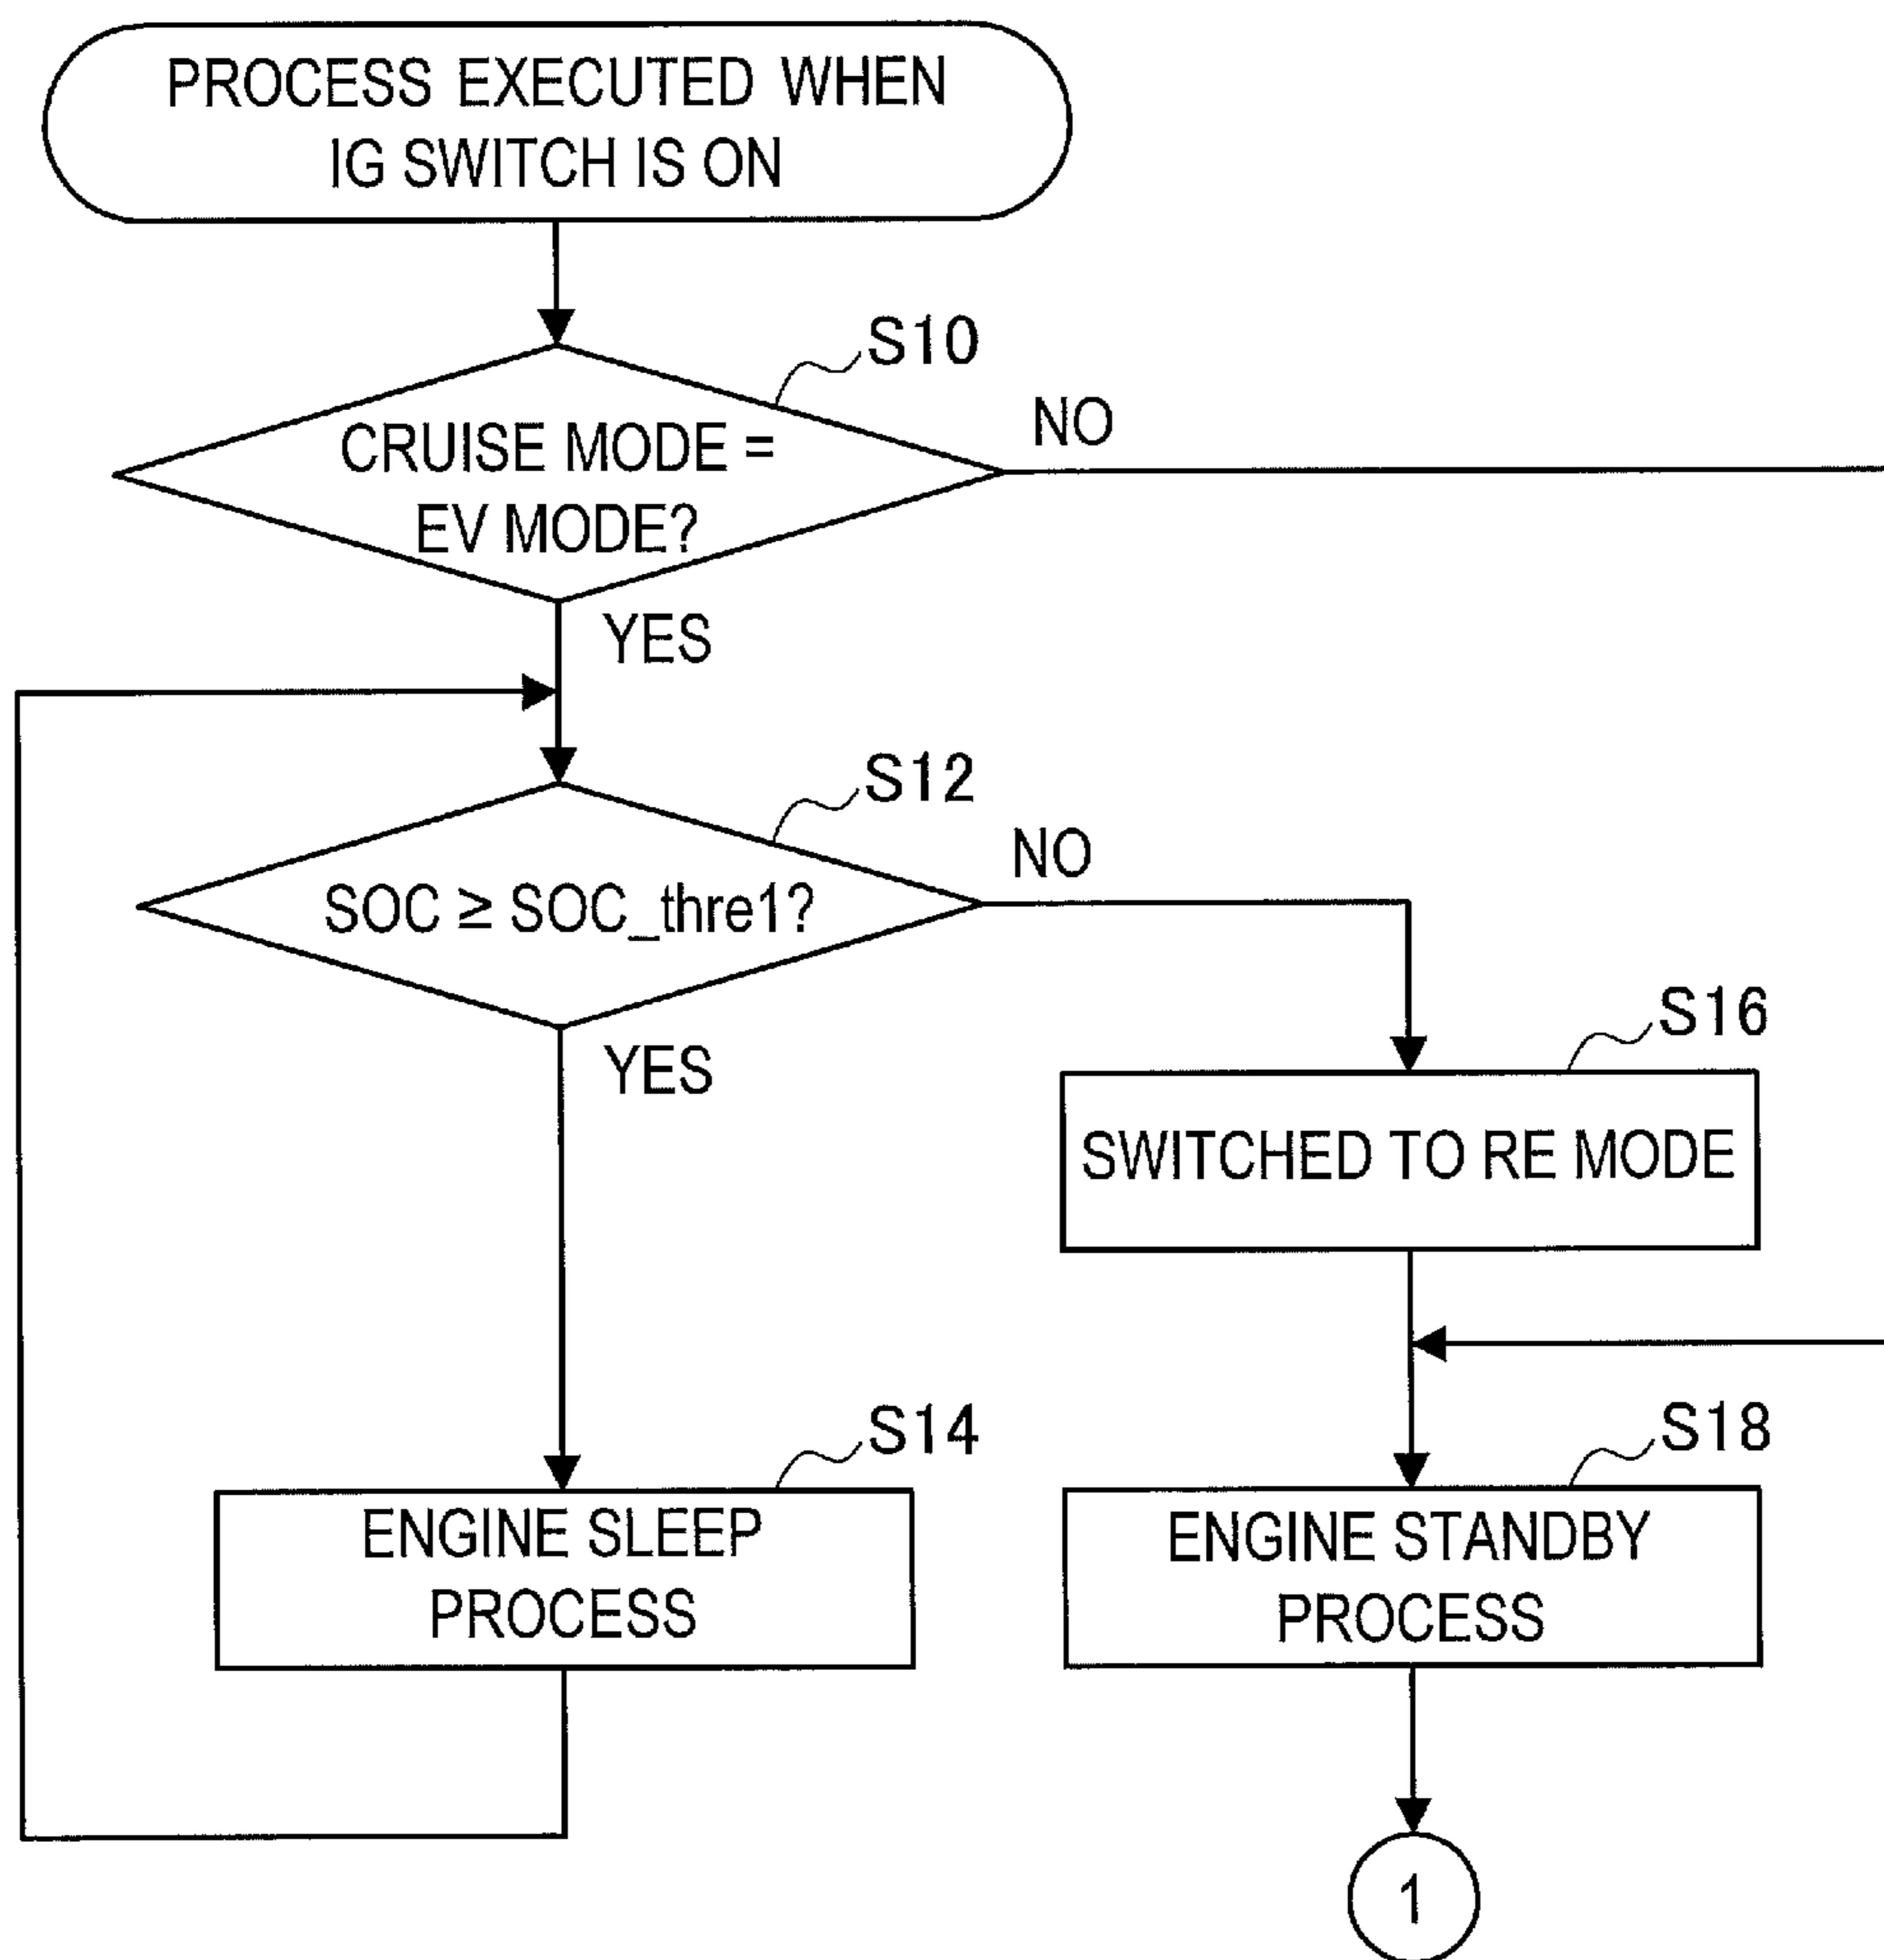 PROCESS EXECUTED WHEN
IG SWITCH IS ON
S10
CRUISE MODE =
EV MODE?
NO
YES
S12
SOC ≥ SOC_thre1?
NO
YES
S16
SWITCHED TO RE MODE
S14
ENGINE SLEEP
PROCESS
S18
ENGINE STANDBY
PROCESS
1